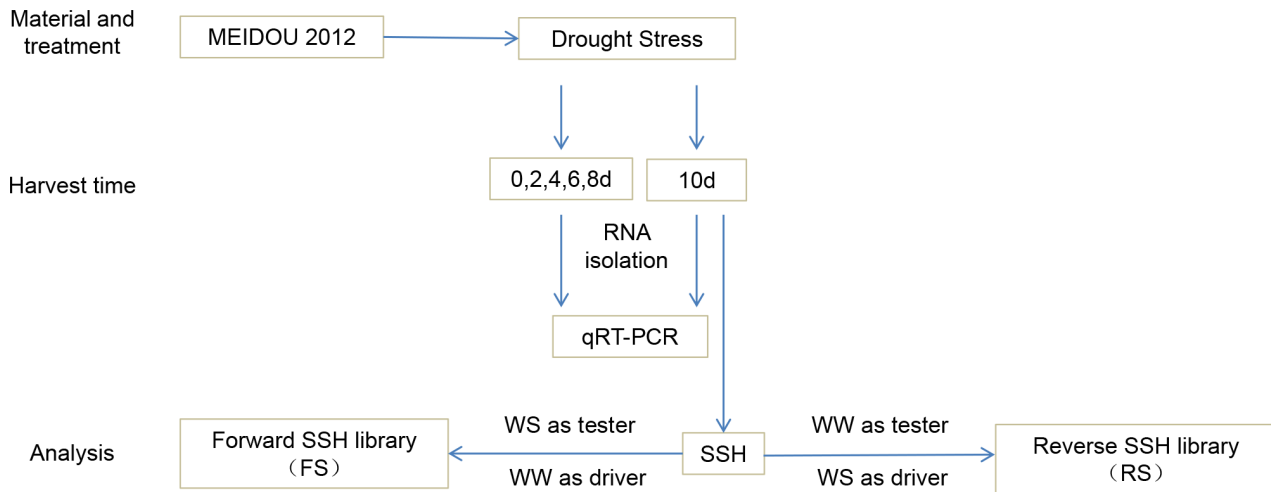 Material and
treatment
MEIDOU 2012
Drought Stress
Harvest time
0,2,4,6,8d
10d
RNA
isolation
qRT-PCR
Analysis
Forward SSH library
（FS）
WS as tester
WW as driver
SSH
WW as tester
WS as driver
Reverse SSH library
（RS）